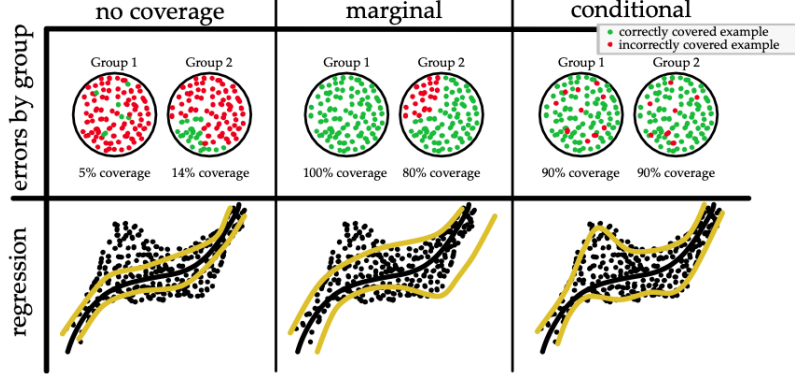 no coverage
marginal
conditional
correctly covered example
incorrectly covered example
errors by group
Group 1
Group 2
Group 1
Group 2
Group 1
Group 2
5% coverage
14% coverage
100% coverage
80% coverage
90% coverage
90% coverage
regression